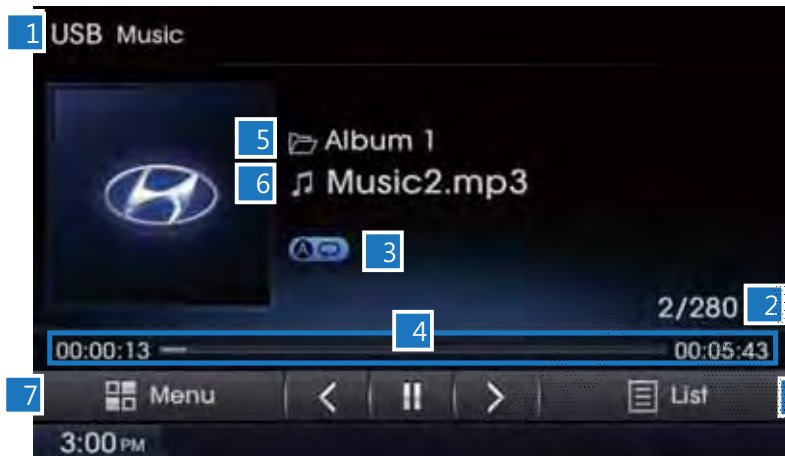 1 USB Music
5 Album 1
6 Music2.mp3
3
2/280 2
4
00:00:13 00:05:43
7 Menu List
3:00 PM